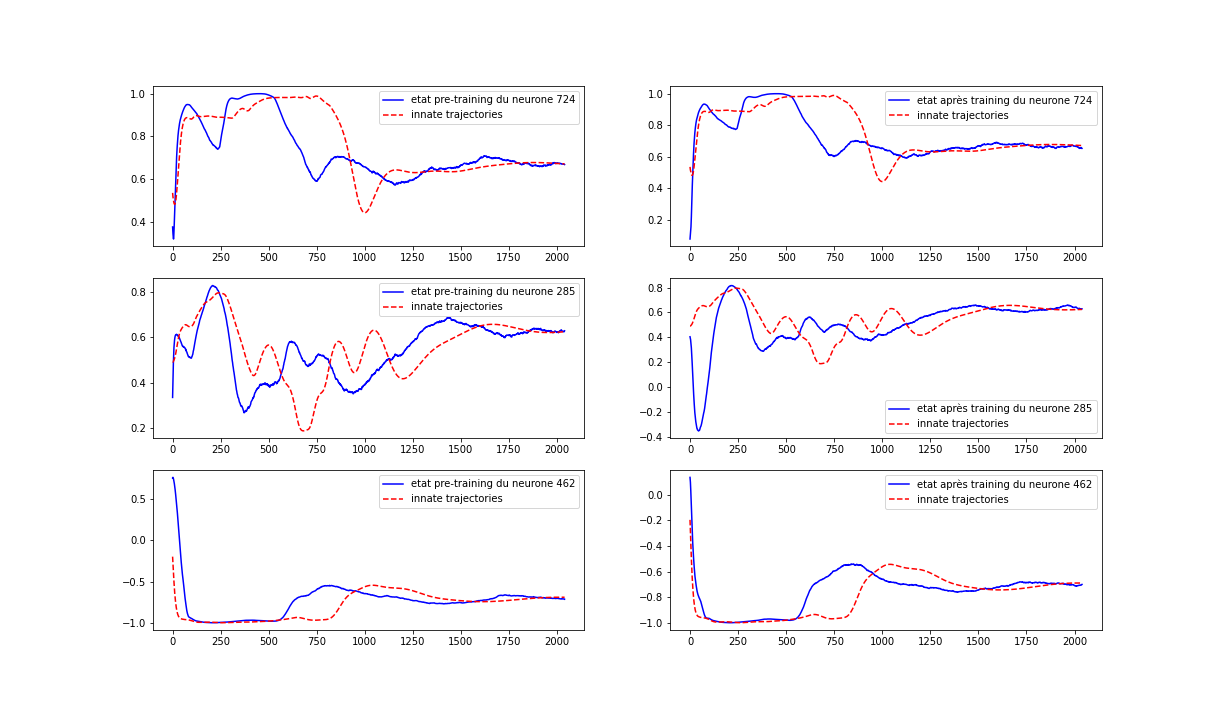 etat pre-training du neurone 724
innate trajectories
1.0
0.8
0.6
0.4
0 250 500 750 1000 1250 1500 1750 2000
etat après training du neurone 724
innate trajectories
1.0
0.8
0.6
0.4
0.2
0 250 500 750 1000 1250 1500 1750 2000
etat pre-training du neurone 285
innate trajectories
0.8
0.6
0.4
0.2
0 250 500 750 1000 1250 1500 1750 2000
0.8
0.6
0.4
0.2
0.0
−0.2
−0.4
etat après training du neurone 285
innate trajectories
0 250 500 750 1000 1250 1500 1750 2000
etat pre-training du neurone 462
innate trajectories
0.5
0.0
−0.5
−1.0
0 250 500 750 1000 1250 1500 1750 2000
etat après training du neurone 462
innate trajectories
0.0
−0.2
−0.4
−0.6
−0.8
−1.0
0 250 500 750 1000 1250 1500 1750 2000